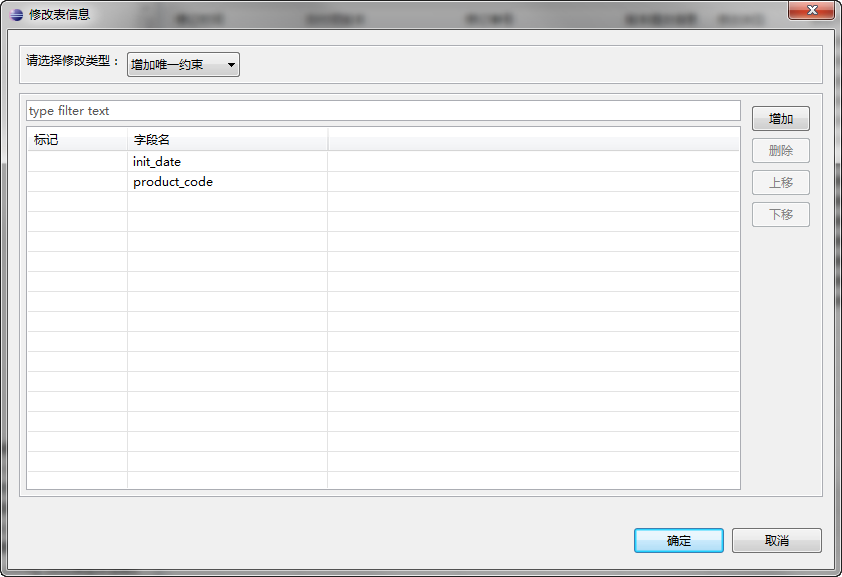 修改表信息
请选择修改类型：
增加唯一约束
type filter text
标记 字段名
init_date
product_code
增加
删除
上移
下移
确定
取消